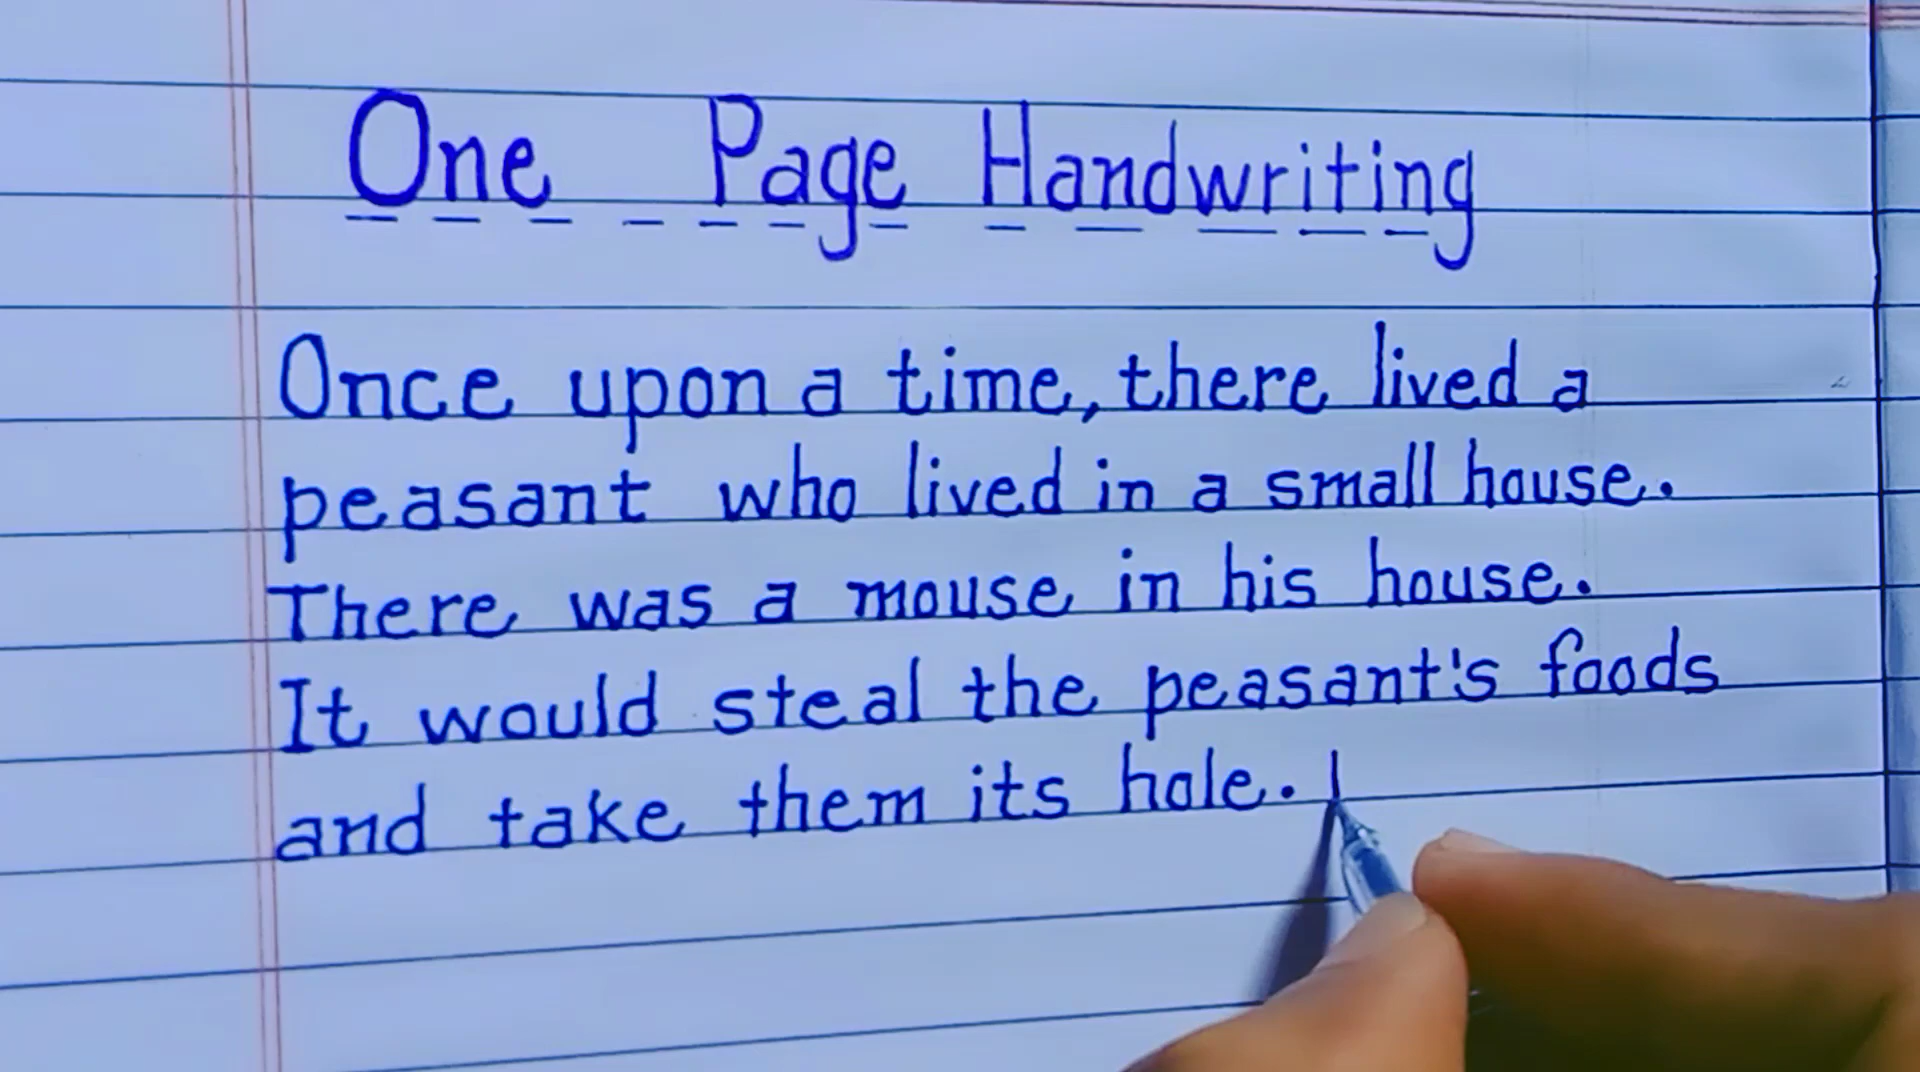 One Page Handwriting
Once upon a time, there lived a
peasant who lived in a small house.
There was a mouse in his house.
It would steal the peasant's foods
and take them its hole.